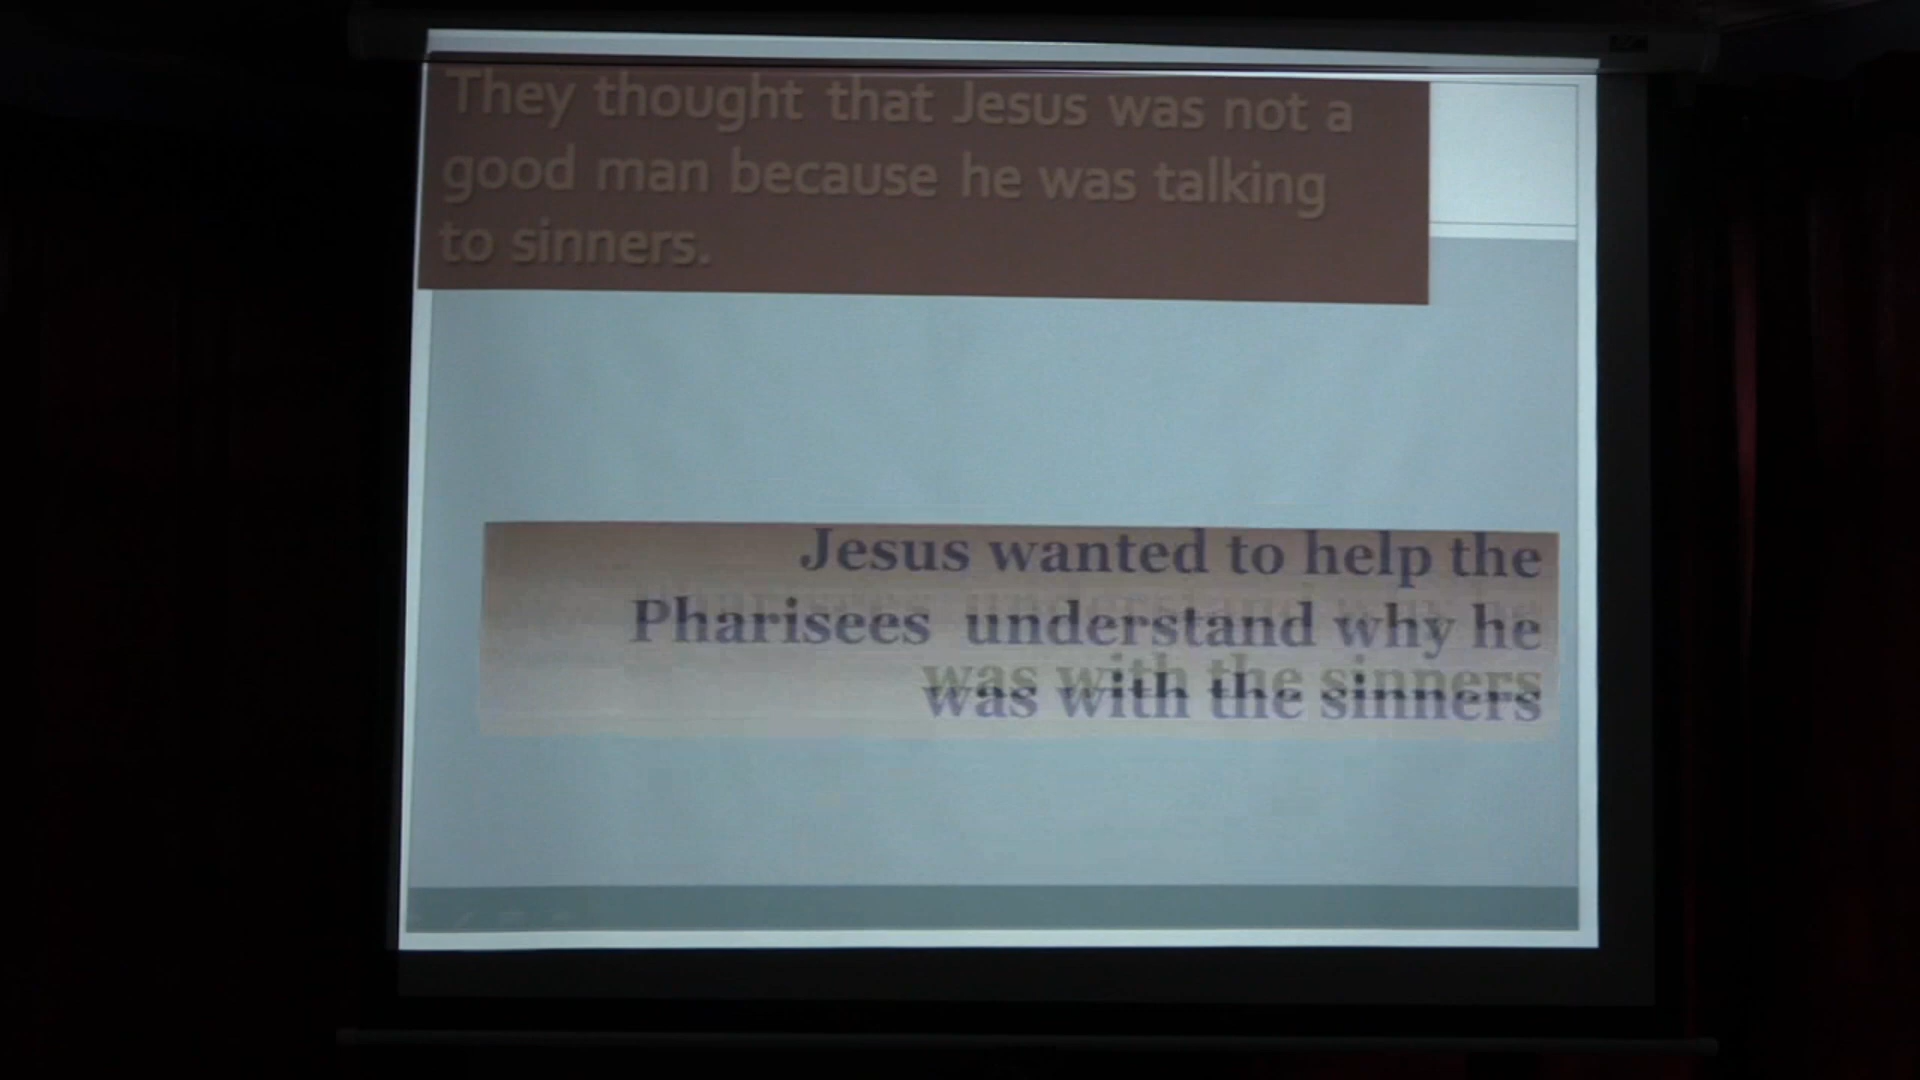 They thought that Jesus was not a
good man because he was talking
to sinners.
Jesus wanted to help the
Pharisees understand why he
was with the sinners